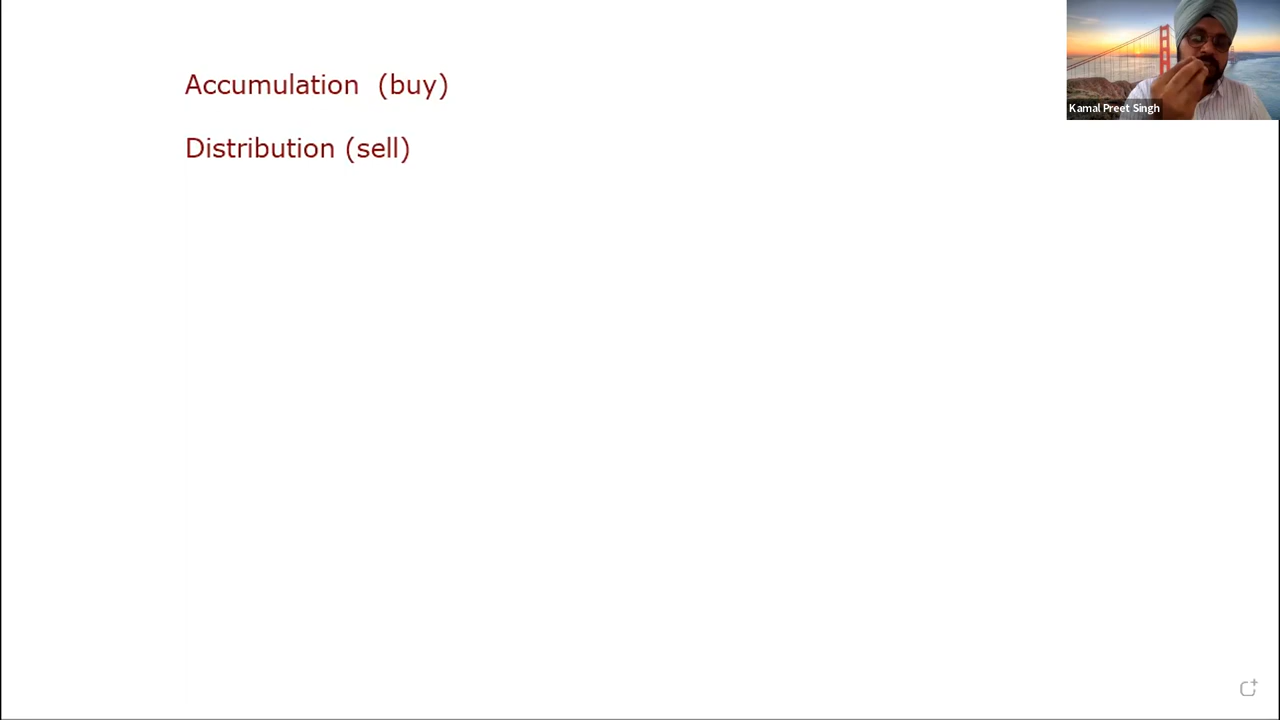 Accumulation (buy)
Distribution (sell)
Kamal Preet Singh